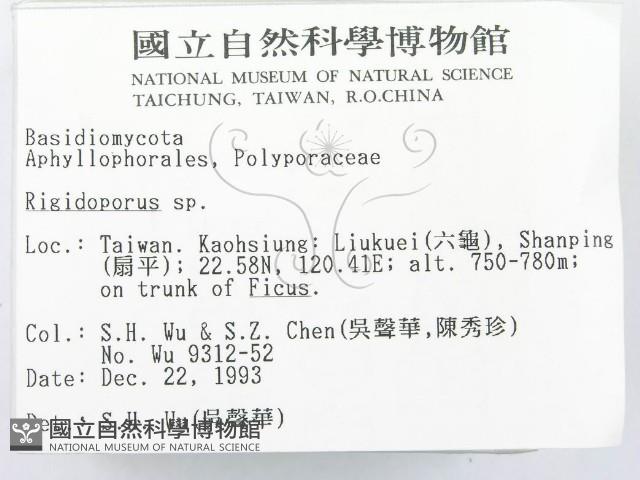 國立自然科學博物館
NATIONAL MUSEUM OF NATURAL SCIENCE
TAICHUNG, TAIWAN, R.O.CHINA
Basidiomycota
Aphyllophorales, Polyporaceae
Rigidoporus sp.
Loc.: Taiwan. Kaohsiung: Liukuei(六龜), Shanping
(扇平); 22.58N, 120.41E; alt. 750-780m;
on trunk of Ficus.
Col.: S.H. Wu & S.Z. Chen(吳聲華,陳秀珍)
No. Wu 9312-52
Date: Dec. 22, 1993
Det.: S.H. Wu(吳聲華)
國立自然科學博物館
NATIONAL MUSEUM OF NATURAL SCIENCE